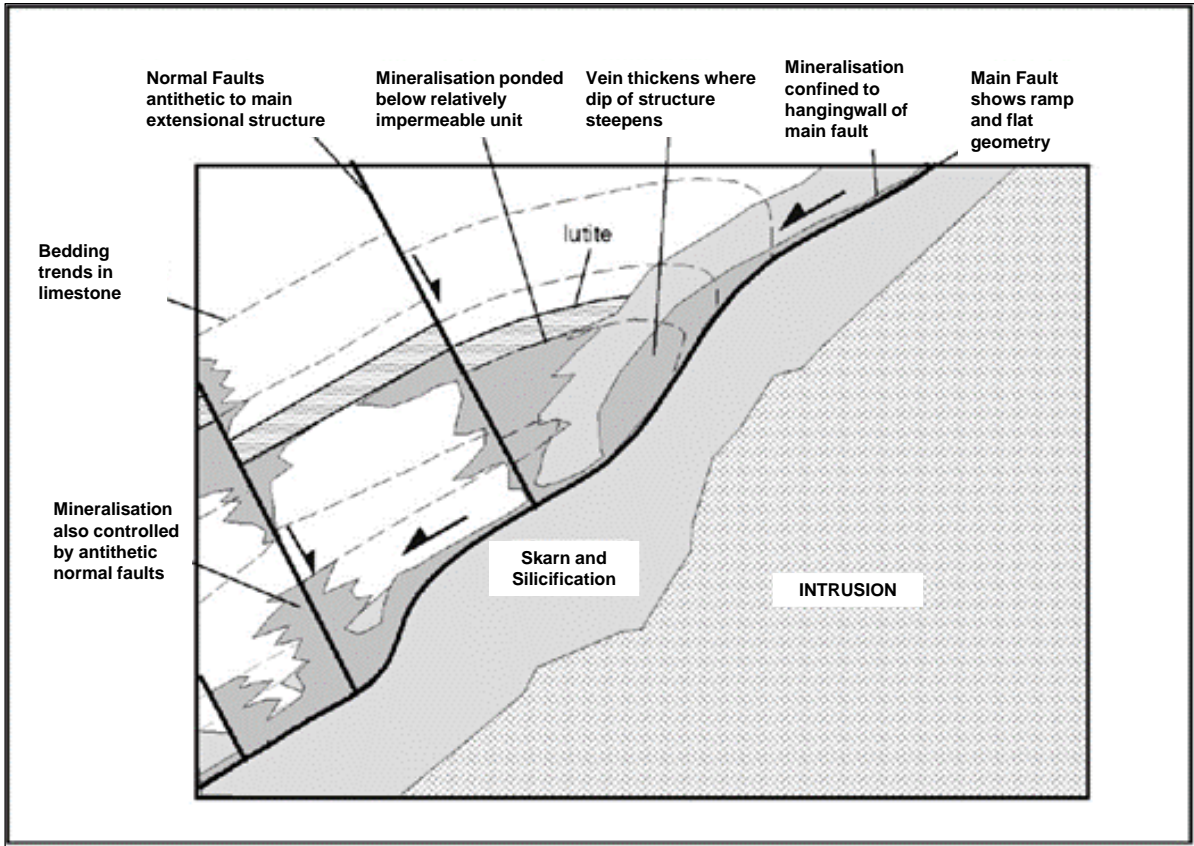 Normal Faults
antithetic to main
extensional structure
Mineralisation ponded
below relatively
impermeable unit
Vein thickens where
dip of structure
steepens
Mineralisation
confined to
hangingwall of
main fault
Main Fault
shows ramp
and flat
geometry
Bedding
trends in
limestone
lutite
Mineralisation
also controlled
by antithetic
normal faults
Skarn and
Silicification
INTRUSION